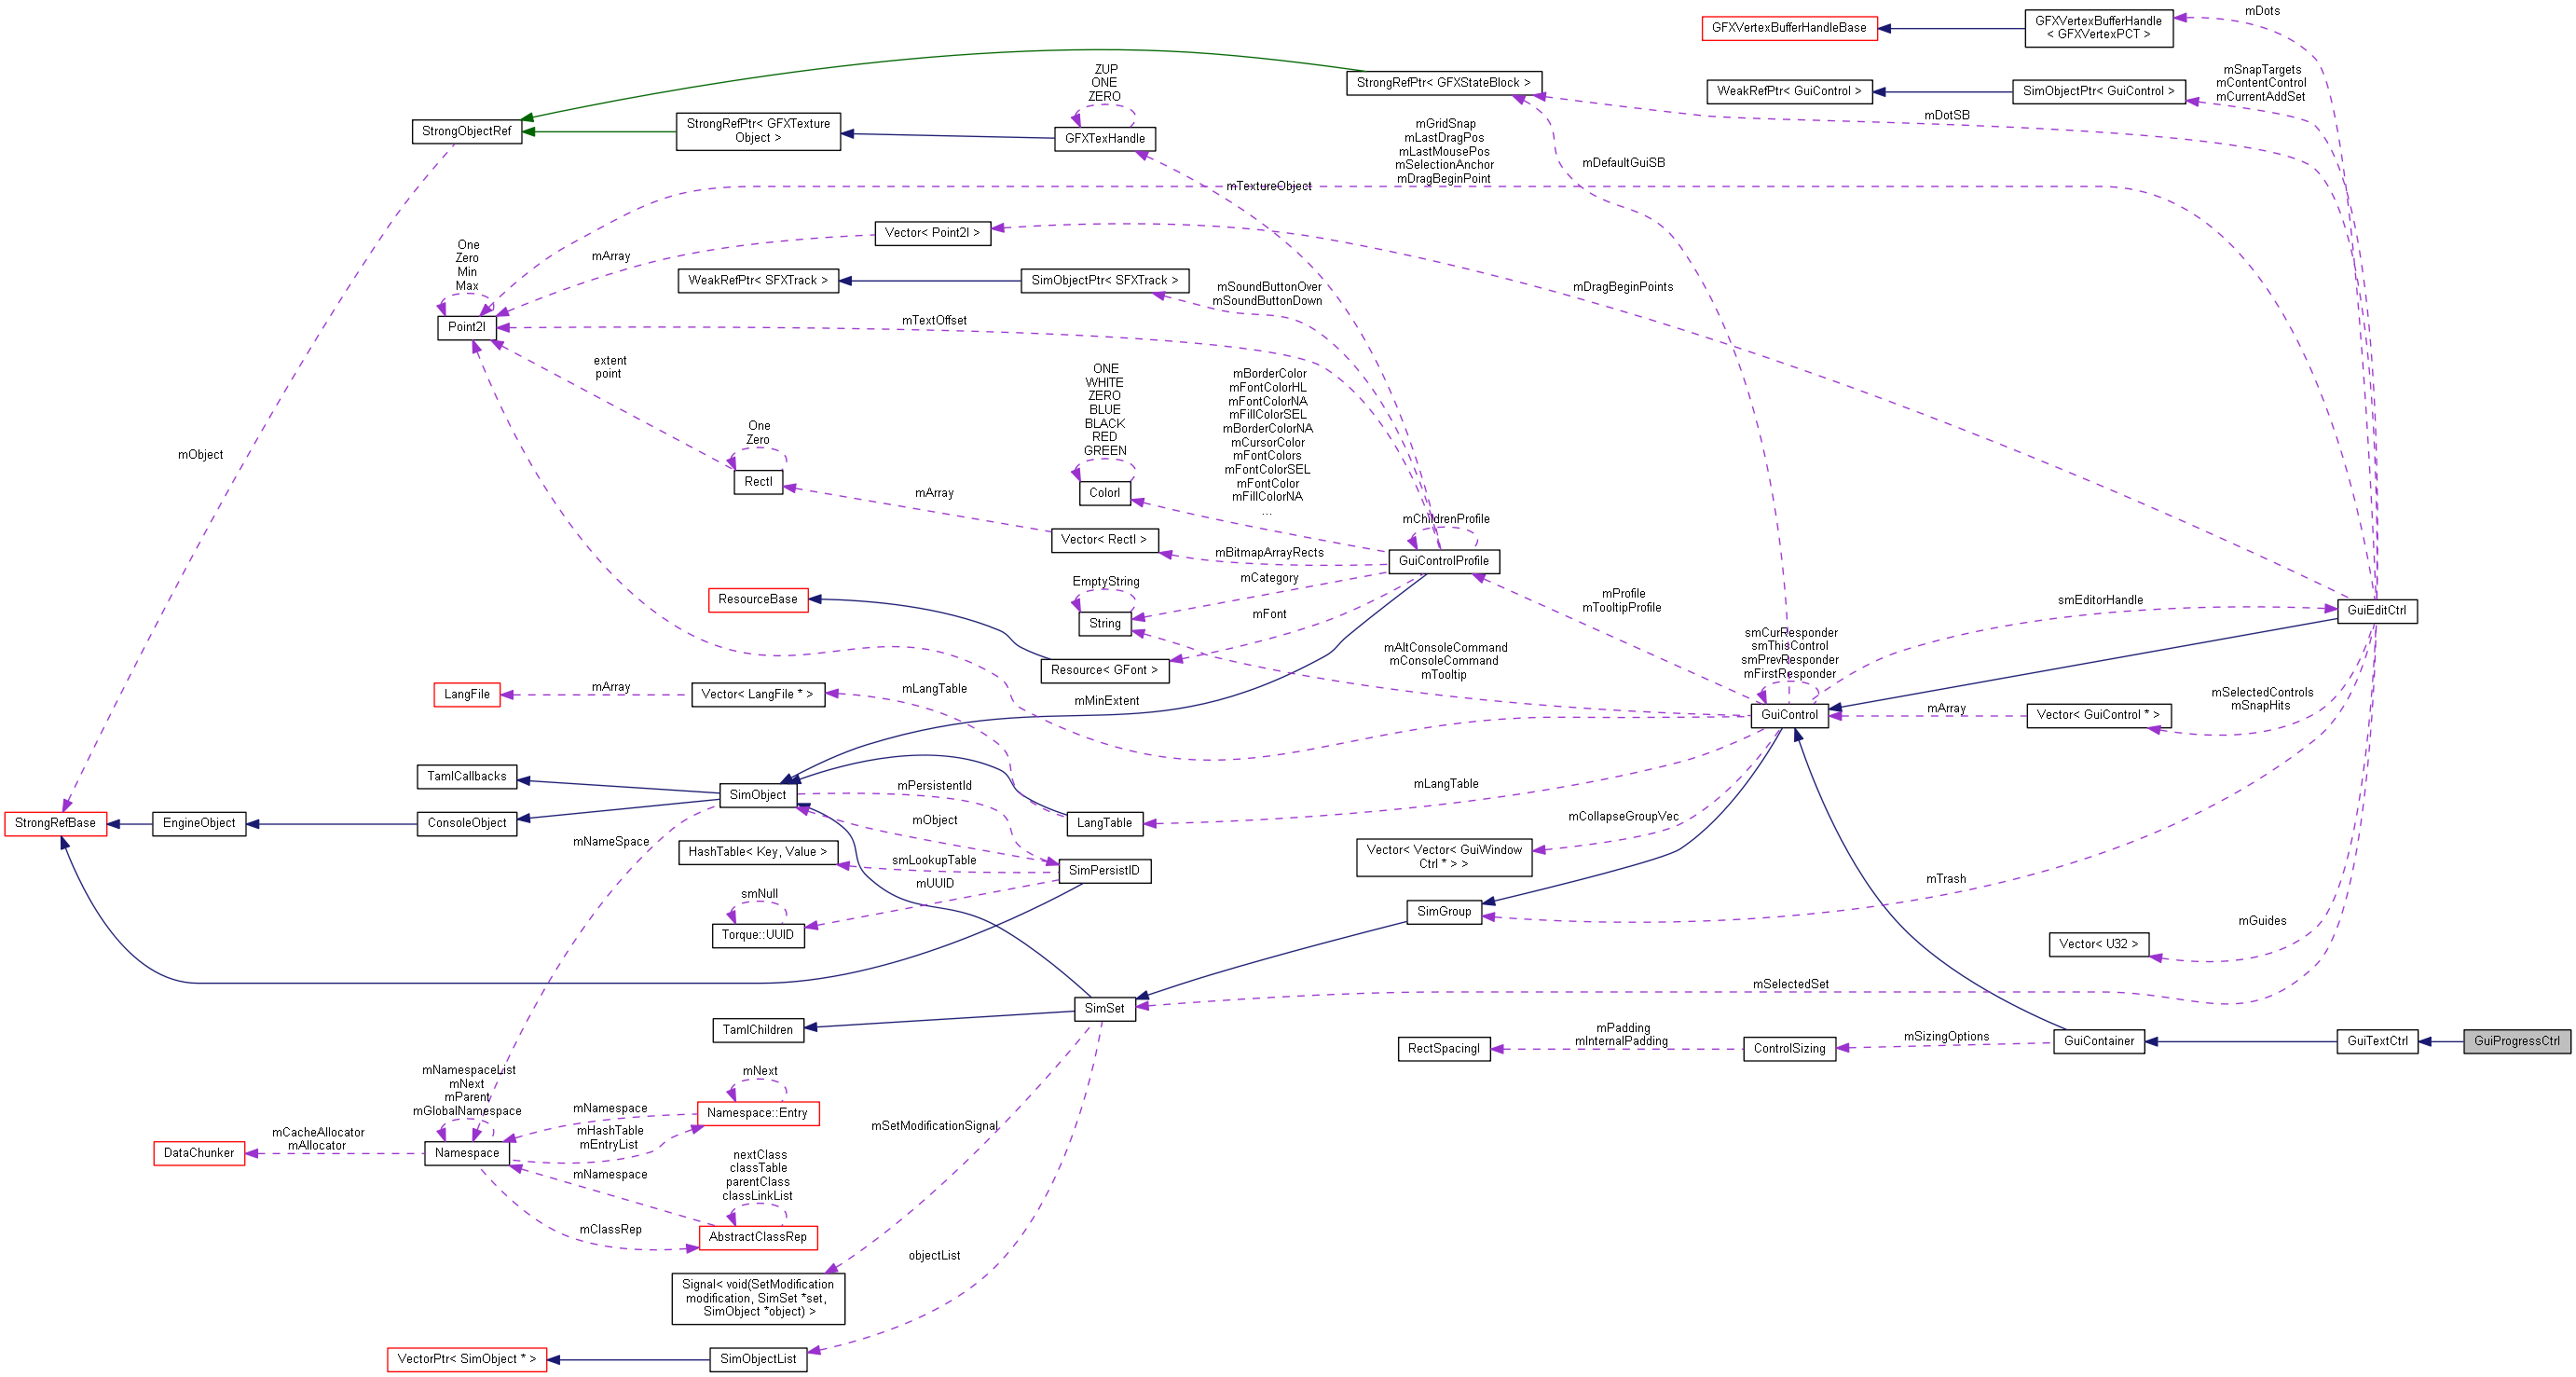 mDots
GFXVertexBufferHandleBase
GFXVertexBufferHandle
< GFXVertexPCT >
ZUP
ONE
ZERO
StrongRefPtr< GFXStateBlock >
WeakRefPtr< GuiControl >
SimObjectPtr< GuiControl >
mSnapTargets
mContentControl
mCurrentAddSet
StrongObjectRef
StrongRefPtr< GFXTexture
Object >
GFXTexHandle
mDotSB
mGridSnap
mLastDragPos
mLastMousePos
mSelectionAnchor
mDragBeginPoint
mDefaultGuiSB
mTextureObject
Vector< Point2I >
One
Zero
Min
Max
mArray
WeakRefPtr< SFXTrack >
SimObjectPtr< SFXTrack >
mSoundButtonOver
mSoundButtonDown
mDragBeginPoints
Point2I
mTextOffset
extent
point
ONE
WHITE
ZERO
BLUE
BLACK
RED
GREEN
mBorderColor
mFontColorHL
mFontColorNA
mFillColorSEL
mBorderColorNA
mCursorColor
mFontColors
mFontColorSEL
mFontColor
mFillColorNA
...
mObject
One
Zero
RectI
ColorI
mArray
Vector< RectI >
mBitmapArrayRects
mChildrenProfile
GuiControlProfile
EmptyString
mCategory
ResourceBase
String
mFont
mProfile
mTooltipProfile
smEditorHandle
GuiEditCtrl
Resource< GFont >
mAltConsoleCommand
mConsoleCommand
mTooltip
smCurResponder
smThisControl
smPrevResponder
mFirstResponder
LangFile
mArray
Vector< LangFile * >
mLangTable
mMinExtent
GuiControl
mArray
Vector< GuiControl * >
mSelectedControls
mSnapHits
TamlCallbacks
SimObject
mPersistentId
mLangTable
StrongRefBase
EngineObject
ConsoleObject
mObject
LangTable
mCollapseGroupVec
mNameSpace
HashTable< Key, Value >
smLookupTable
SimPersistID
Vector< Vector< GuiWindow
Ctrl * > >
mUUID
smNull
mTrash
Torque::UUID
SimGroup
mGuides
Vector< U32 >
mSelectedSet
SimSet
TamlChildren
mPadding
mInternalPadding
mSizingOptions
RectSpacingI
ControlSizing
GuiContainer
GuiTextCtrl
GuiProgressCtrl
mNamespaceList
mNext
mParent
mGlobalNamespace
mNext
mNamespace
Namespace::Entry
mHashTable
mEntryList
mCacheAllocator
mAllocator
DataChunker
Namespace
mSetModificationSignal
mNamespace
nextClass
classTable
parentClass
classLinkList
mClassRep
AbstractClassRep
objectList
Signal< void(SetModification
modification, SimSet *set,
SimObject *object) >
VectorPtr< SimObject * >
SimObjectList